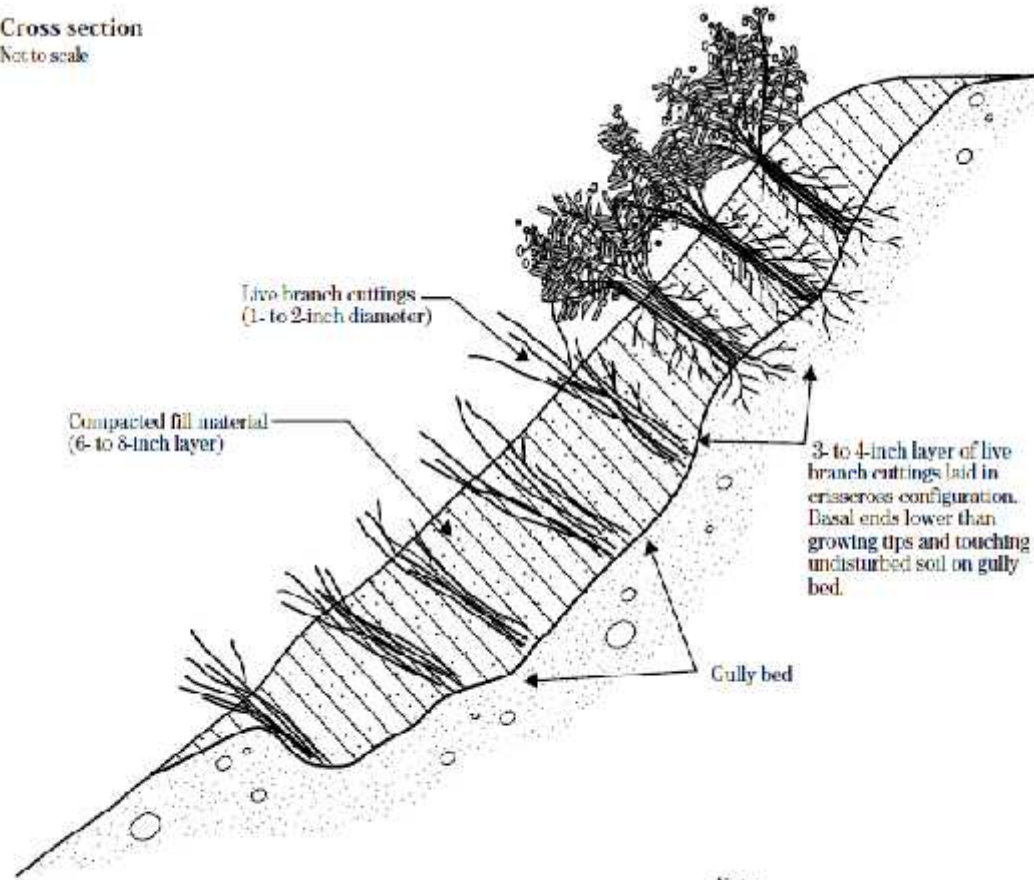 Cross section
Not to scale
Live branch cuttings
(1- to 2-inch diameter)
Compacted fill material
(6- to 8-inch layer)
3- to 4-inch layer of live
branch cuttings laid in
crisscross configuration.
Basal ends lower than
growing tips and touching
undisturbed soil on gully
bed.
Gully bed